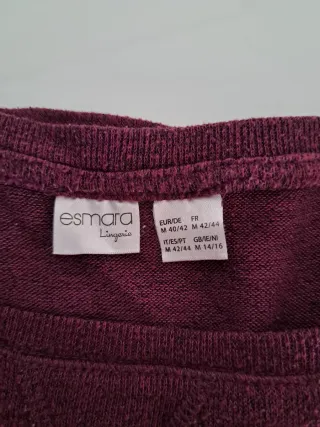 esmara
Lingerie
EUR/DE FR
M 40/42 M 42/44
IT/ES/PT GB/IE/NI
M 42/44 M 14/16